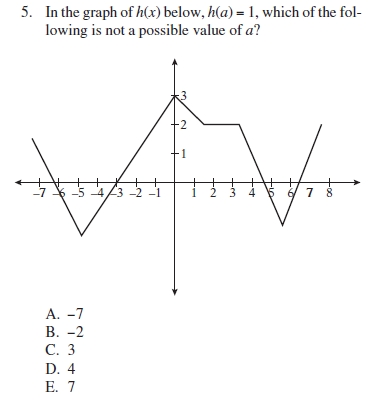 5. In the graph of h(x) below, h(a) = 1, which of the fol-
lowing is not a possible value of a?
3
2
1
-7 -6 -5 -4 -3 -2 -1 1 2 3 4 5 6 7 8
A. -7
B. -2
C. 3
D. 4
E. 7